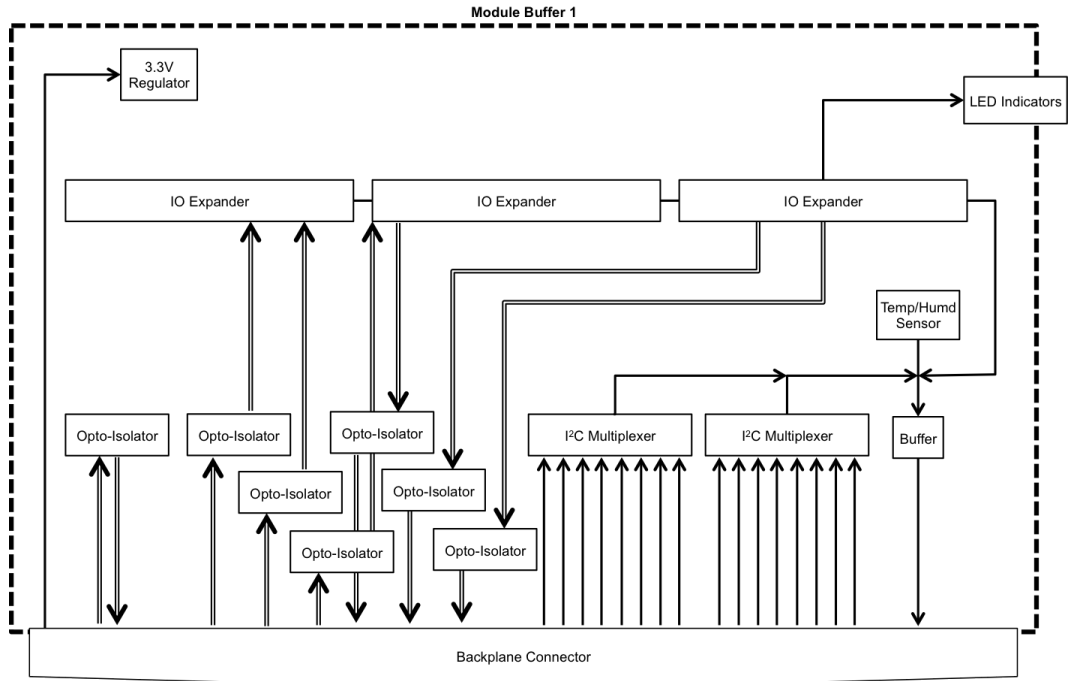 Module Buffer 1
3.3V
Regulator
LED Indicators
IO Expander
IO Expander
IO Expander
Temp/Humd
Sensor
Opto-Isolator
Opto-Isolator
Opto-Isolator
I²C Multiplexer
I²C Multiplexer
Buffer
Opto-Isolator
Opto-Isolator
Opto-Isolator
Opto-Isolator
Backplane Connector